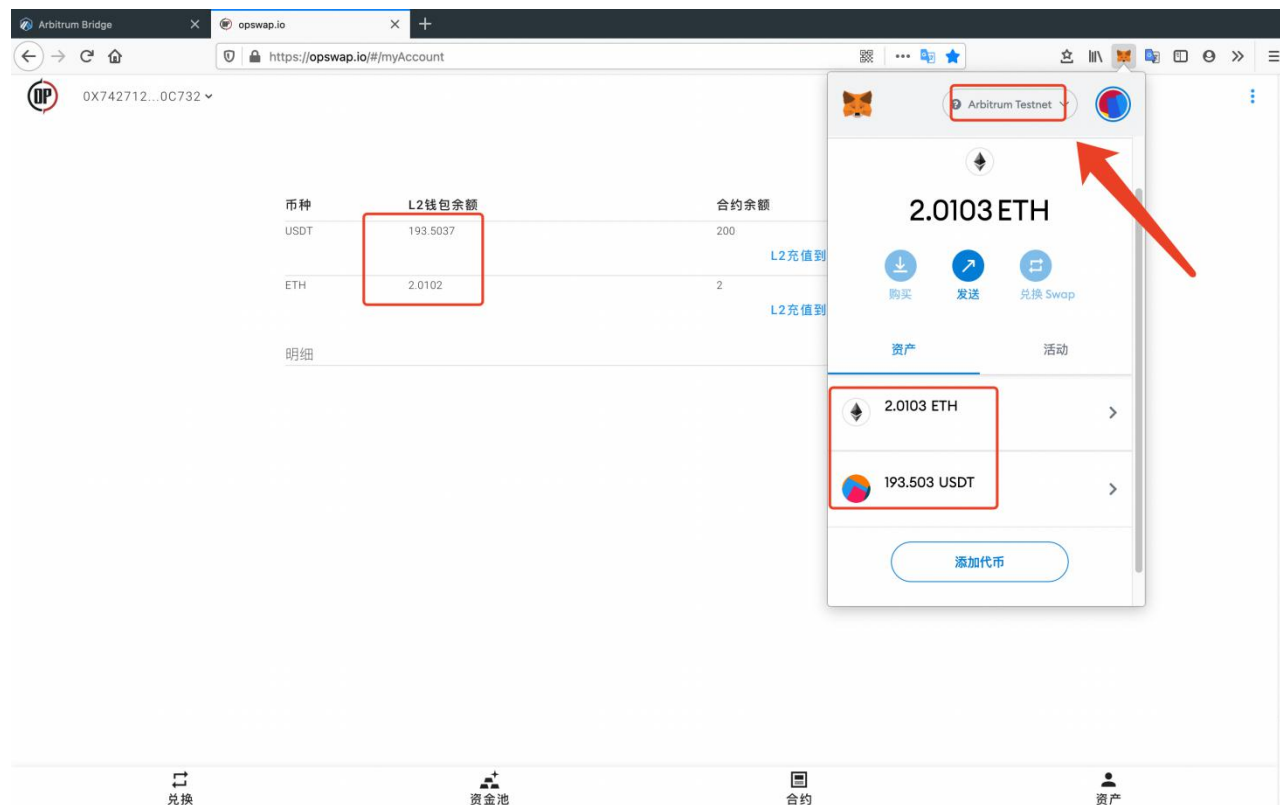 Arbitrum Bridge
opswap.io
https://opswap.io/#/myAccount
OP
0X742712...0C732
Arbitrum Testnet
2.0103 ETH
购买
发送
兑换 Swap
资产
活动
2.0103 ETH
193.503 USDT
添加代币
币种 L2钱包余额 合约余额
USDT 193.5037 200
L2充值到
ETH 2.0102 2
L2充值到
明细
兑换
资金池
合约
资产